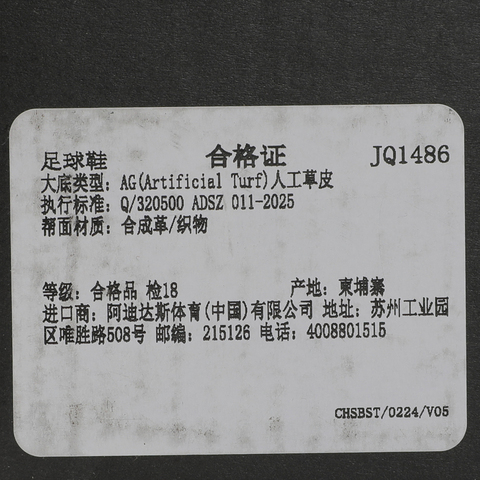 足球鞋 合格证 JQ1486
大底类型: AG(Artificial Turf)人工草皮
执行标准: Q/320500 ADSZ 011-2025
帮面材质: 合成革/织物
等级: 合格品 检18 产地: 柬埔寨
进口商: 阿迪达斯体育(中国)有限公司 地址: 苏州工业园
区唯胜路508号 邮编: 215126 电话: 4008801515
CHSBST/0224/V05